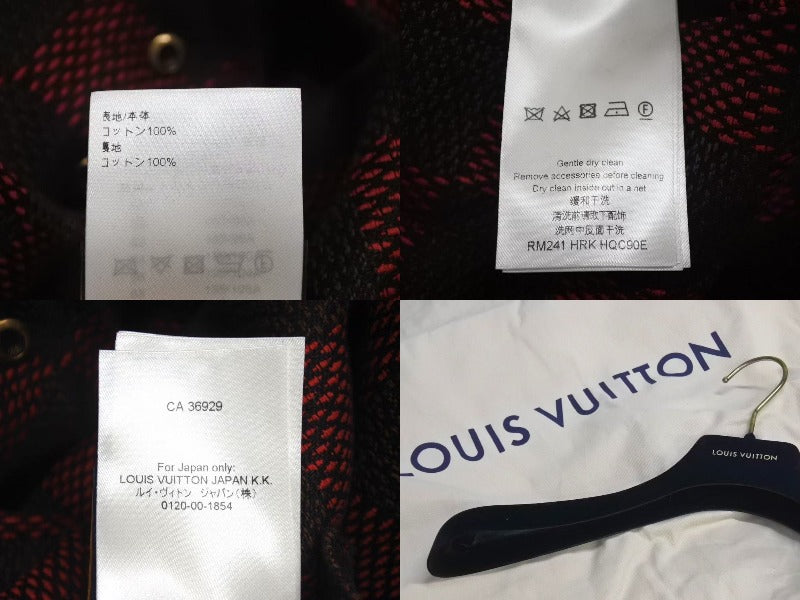 表地/本体
コットン100%
裏地
コットン100%
Gentle dry clean
Remove accessories before cleaning
Dry clean inside out in a net
缓和干洗
清洗前请取下配饰
洗网中反面干洗
RM241 HRK HQC90E
CA 36929
For Japan only:
LOUIS VUITTON JAPAN K.K.
ルイ・ヴィトン ジャパン(株)
0120-00-1854
LOUIS VUITTON
LOUIS VUITTON